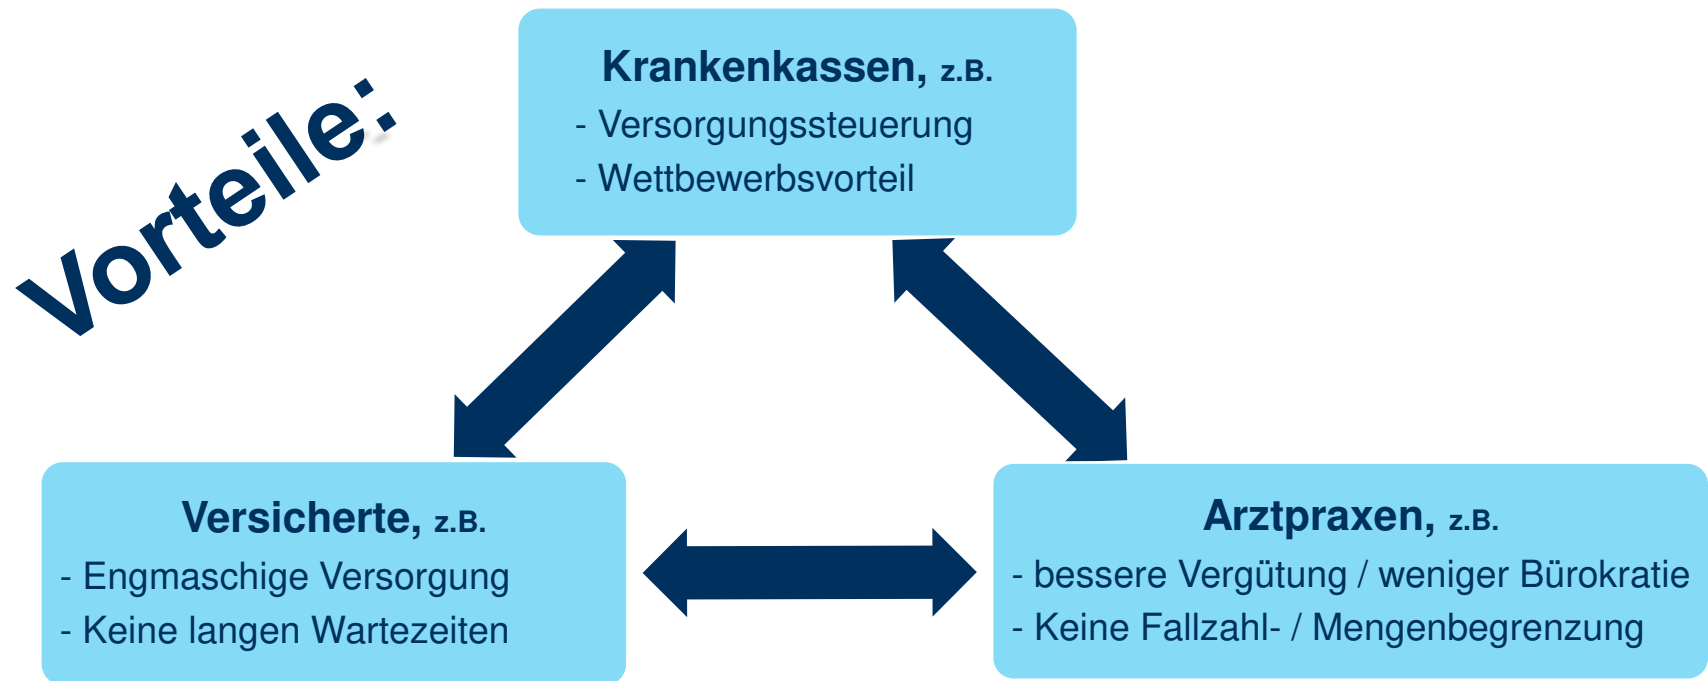 Vorteile:
Krankenkassen, z.B.
- Versorgungssteuerung
- Wettbewerbsvorteil
Versicherte, z.B.
- Engmaschige Versorgung
- Keine langen Wartezeiten
Arztpraxen, z.B.
- bessere Vergütung / weniger Bürokratie
- Keine Fallzahl- / Mengenbegrenzung